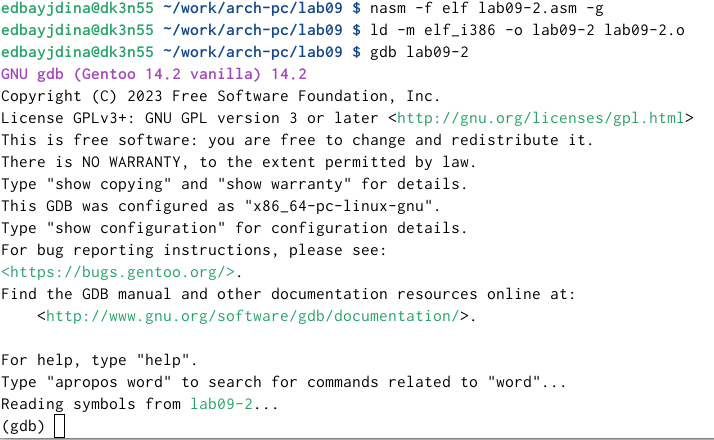 edbayjdina@dk3n55 ~/work/arch-pc/lab09 $ nasm -f elf lab09-2.asm -g
edbayjdina@dk3n55 ~/work/arch-pc/lab09 $ ld -m elf_i386 -o lab09-2 lab09-2.o
edbayjdina@dk3n55 ~/work/arch-pc/lab09 $ gdb lab09-2
GNU gdb (Gentoo 14.2 vanilla) 14.2
Copyright (C) 2023 Free Software Foundation, Inc.
License GPLv3+: GNU GPL version 3 or later <http://gnu.org/licenses/gpl.html>
This is free software: you are free to change and redistribute it.
There is NO WARRANTY, to the extent permitted by law.
Type "show copying" and "show warranty" for details.
This GDB was configured as "x86_64-pc-linux-gnu".
Type "show configuration" for configuration details.
For bug reporting instructions, please see:
<https://bugs.gentoo.org/>.
Find the GDB manual and other documentation resources online at:
    <http://www.gnu.org/software/gdb/documentation/>.

For help, type "help".
Type "apropos word" to search for commands related to "word"...
Reading symbols from lab09-2...
(gdb)